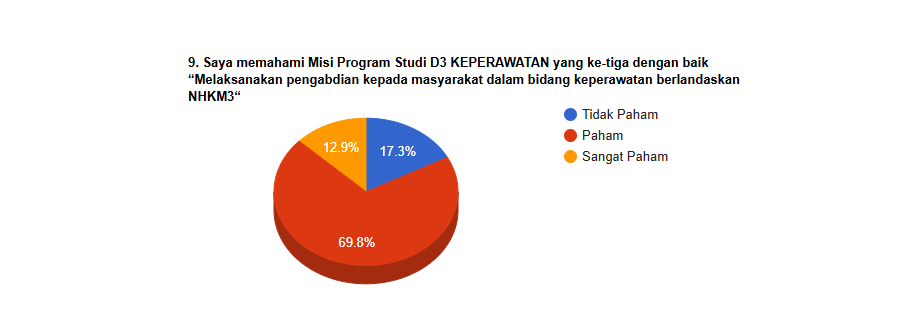 9. Saya memahami Misi Program Studi D3 KEPERAWATAN yang ke-tiga dengan baik
“Melaksanakan pengabdian kepada masyarakat dalam bidang keperawatan berlandaskan
NHKM3“
Tidak Paham
Paham
Sangat Paham
12.9%
17.3%
69.8%